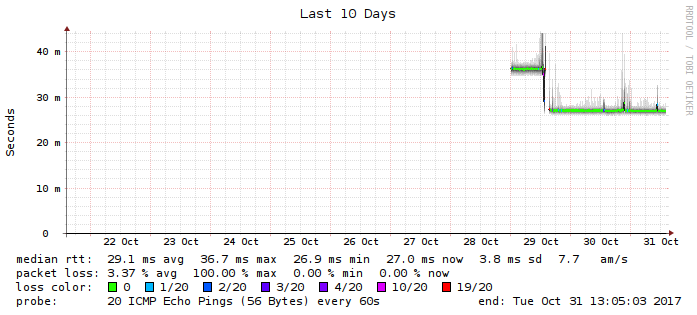 Last 10 Days
RRDTOOL / TOBI OETIKER
Seconds
40 m
30 m
20 m
10 m
0
22 Oct 23 Oct 24 Oct 25 Oct 26 Oct 27 Oct 28 Oct 29 Oct 30 Oct 31 Oct
median rtt: 29.1 ms avg 36.7 ms max 26.9 ms min 27.0 ms now 3.8 ms sd 7.7 am/s
packet loss: 3.37 % avg 100.00 % max 0.00 % min 0.00 % now
loss color: 0 1/20 2/20 3/20 4/20 10/20 19/20
probe: 20 ICMP Echo Pings (56 Bytes) every 60s end: Tue Oct 31 13:05:03 2017